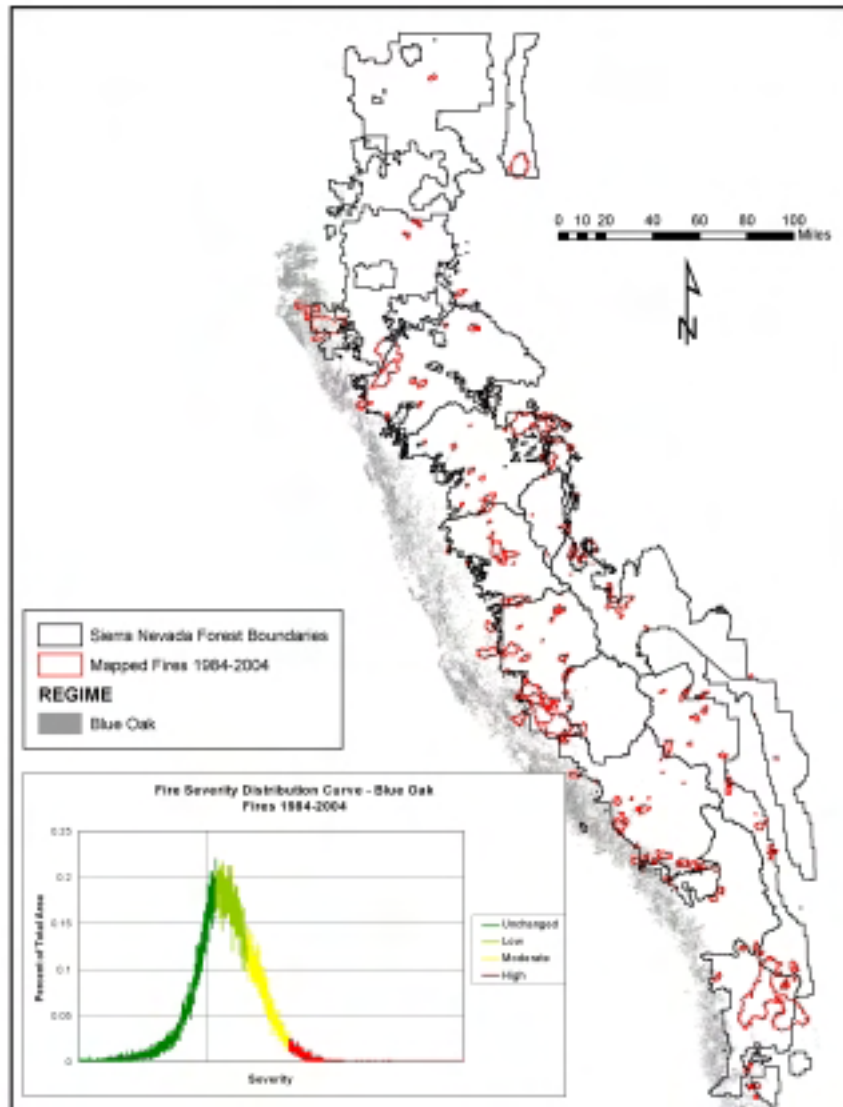 0 10 20 40 60 80 100
Miles
N
Sierra Nevada Forest Boundaries
Mapped Fires 1984-2004
REGIME
Blue Oak
Fire Severity Distribution Curve - Blue Oak
Fires 1984-2004
0.25
0.2
0.15
0.1
0.05
0
Percent of Total Area
Severity
Unchanged
Low
Moderate
High